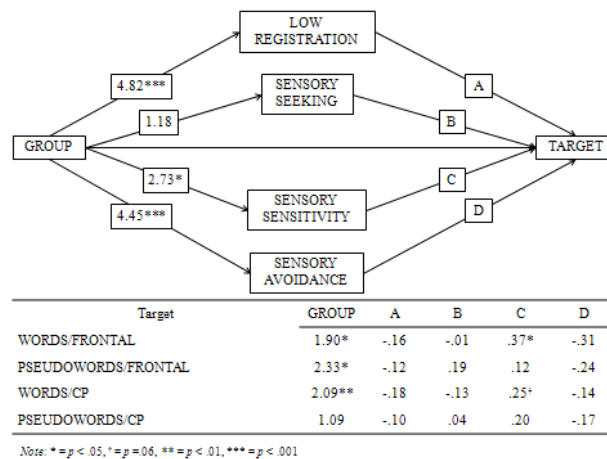 LOW
REGISTRATION
4.82***
A
SENSORY
SEEKING
1.18
B
GROUP
TARGET
2.73*
C
SENSORY
SENSITIVITY
4.45***
D
SENSORY
AVOIDANCE
Target GROUP A B C D
WORDS/FRONTAL 1.90* -.16 -.01 .37* -.31
PSEUDOWORDS/FRONTAL 2.33* -.12 .19 .12 -.24
WORDS/CP 2.09** -.18 -.13 .25⁺ -.14
PSEUDOWORDS/CP 1.09 -.10 .04 .20 -.17
Note: * = p < .05, ⁺ = p =.06, ** = p < .01, *** = p < .001